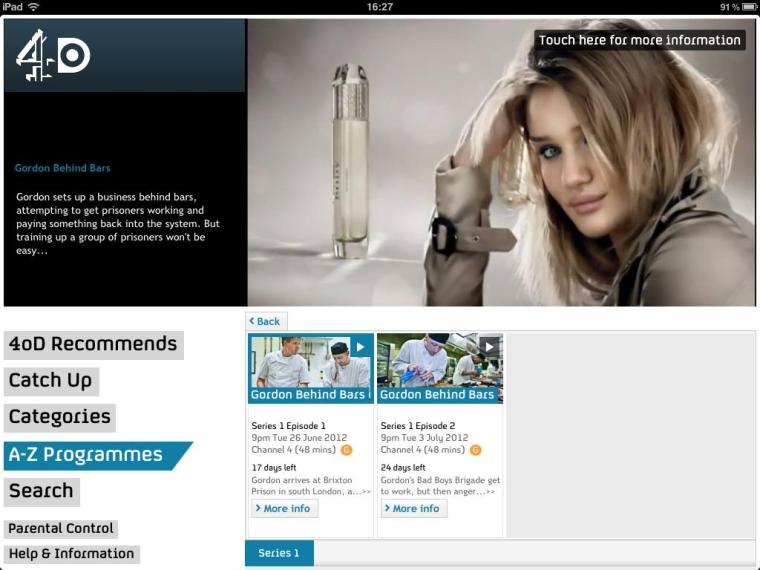 iPad
16:27
91 %
4oD
Touch here for more information
Gordon Behind Bars
Gordon sets up a business behind bars,
attempting to get prisoners working and
paying something back into the system. But
training up a group of prisoners won't be
easy...
Back
4oD Recommends
Catch Up
Categories
A-Z Programmes
Search
Parental Control
Help & Information
Gordon Behind Bars
Series 1 Episode 1
9pm Tue 26 June 2012
Channel 4 (48 mins) G
17 days left
Gordon arrives at Brixton
Prison in south London, a...>>
More info
Gordon Behind Bars
Series 1 Episode 2
9pm Tue 3 July 2012
Channel 4 (48 mins) G
24 days left
Gordon's Bad Boys Brigade get
to work, but then anger...>>
More info
Series 1